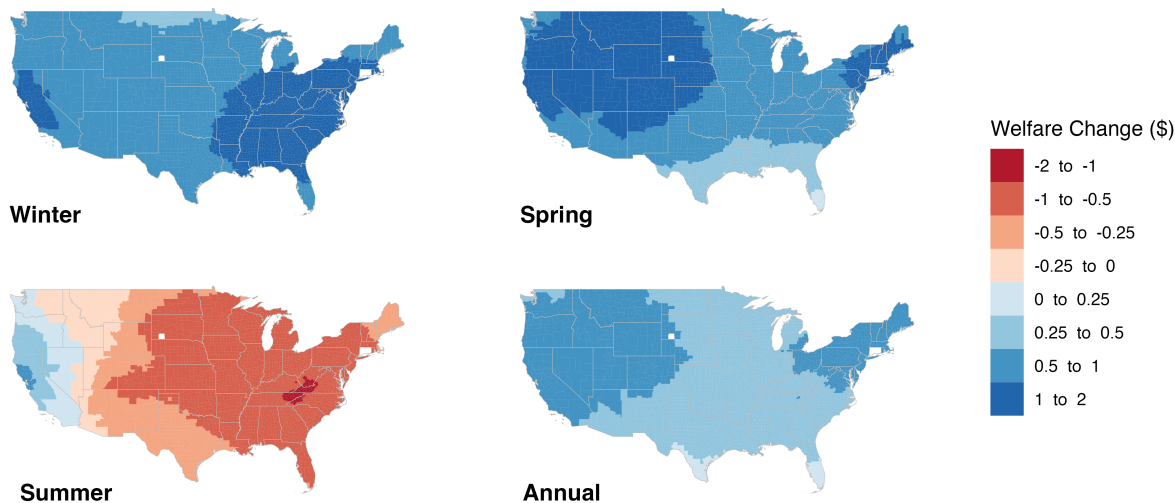 Winter
Spring
Welfare Change ($)
-2 to -1
-1 to -0.5
-0.5 to -0.25
-0.25 to 0
0 to 0.25
0.25 to 0.5
0.5 to 1
1 to 2
Summer
Annual